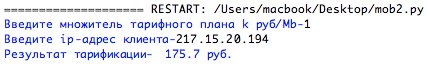 ===================== RESTART: /Users/macbook/Desktop/mob2.py
Введите множитель тарифного плана k руб/Mb-1
Введите ip-адрес клиента-217.15.20.194
Результат тарификации-  175.7 руб.